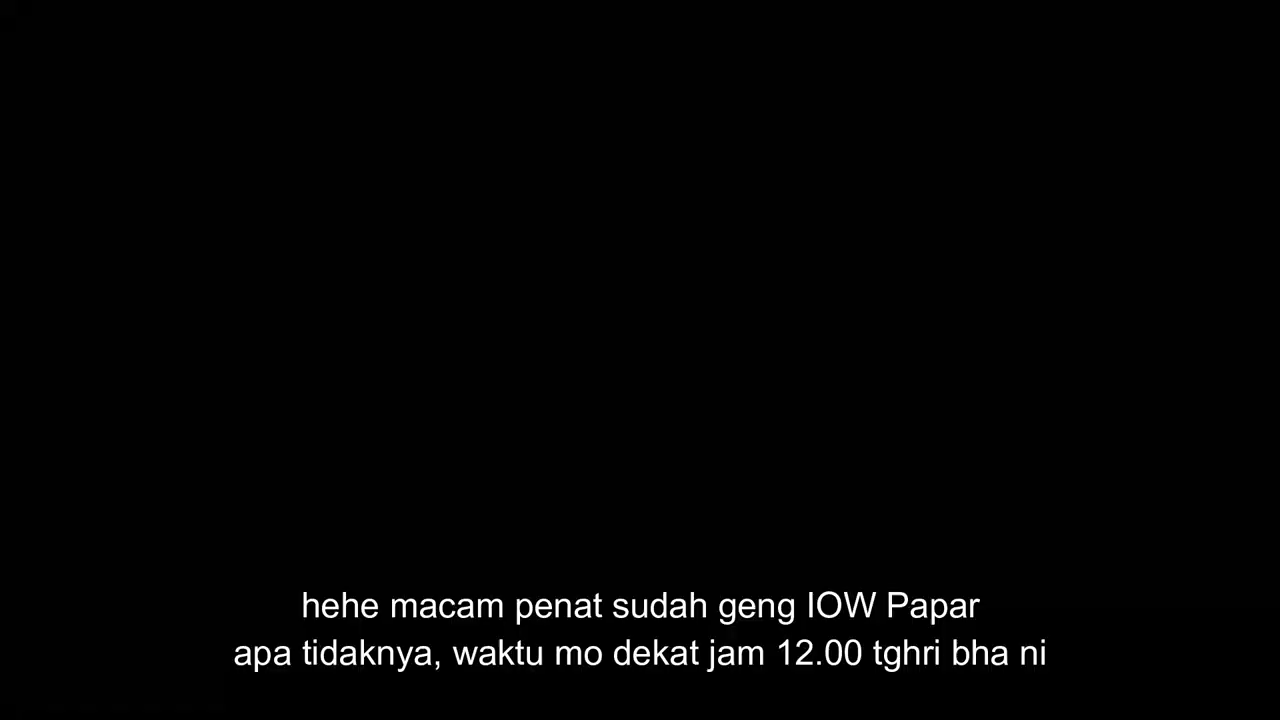 hehe macam penat sudah geng IOW Papar
apa tidaknya, waktu mo dekat jam 12.00 tghri bha ni